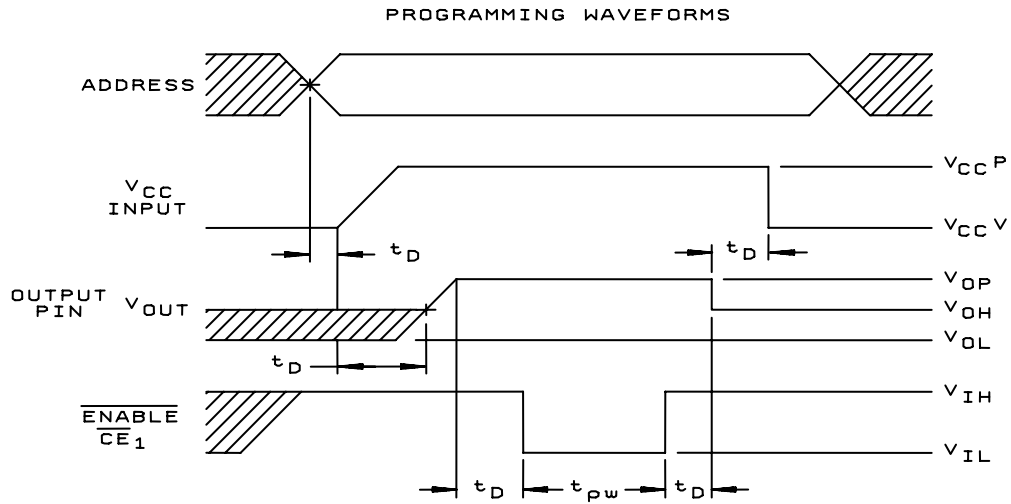 PROGRAMMING WAVEFORMS
ADDRESS
VCC
INPUT
VCCP
VCCV
tD
tD
OUTPUT
PIN
VOUT
VOP
VOH
VOL
tD
ENABLE
CE1
VIH
VIL
tD
tpw
tD